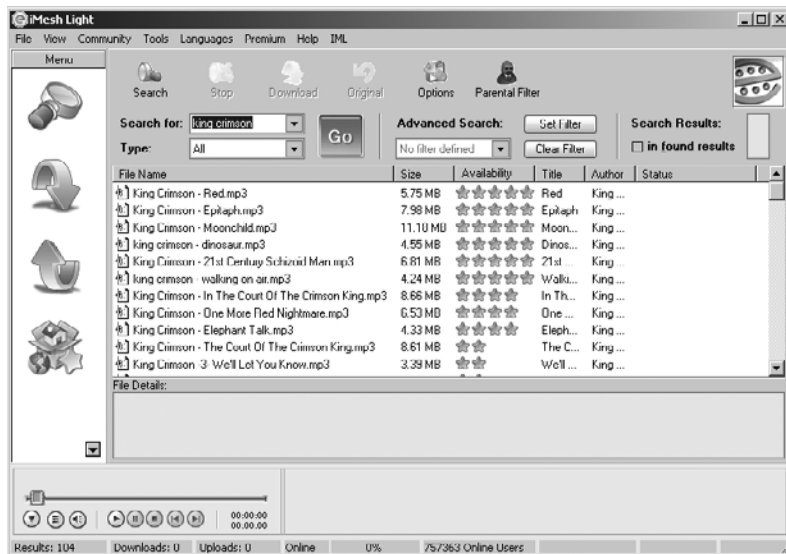 iMesh Light
File View Community Tools Languages Premium Help IML
Menu
Search Stop Download Original Options Parental Filter
Search for: king crimson Go Advanced Search: Set Filter Search Results:
Type: All No filter defined Clear Filter in found results
File Name Size Availability Title Author Status
King Crimson - Red.mp3 5.75 MB Red King ...
King Crimson - Epitaph.mp3 7.98 MB Epitaph King ...
King Crimson - Moonchild.mp3 11.10 MB Moon... King ...
king crimson - dinosaur.mp3 4.55 MB Dinos... King ...
King Crimson - 21st Century Schizoid Man.mp3 6.81 MB 21st ... King ...
king crimson - walking on air.mp3 4.24 MB Walki... King ...
King Crimson - In The Court Of The Crimson King.mp3 8.66 MB In Th... King ...
King Crimson - One More Red Nightmare.mp3 6.53 MB One ... King ...
King Crimson - Elephant Talk.mp3 4.33 MB Eleph... King ...
King Crimson - The Court Of The Crimson King.mp3 8.61 MB The C... King ...
King Crimson -3- We'll Let You Know.mp3 3.39 MB We'll ... King ...
File Details:
00:00:00
00:00:00
Results: 104 Downloads: 0 Uploads: 0 Online 0% 757363 Online Users